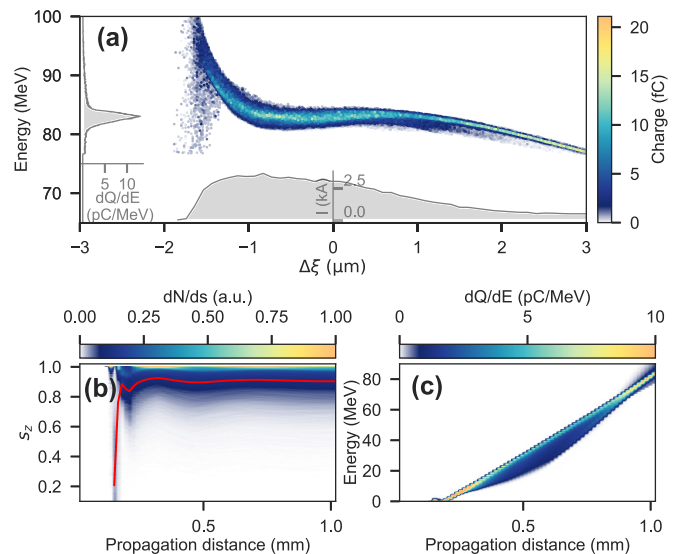 (a)
100
90
80
70
Energy (MeV)
5
10
dQ/dE
(pC/MeV)
I (kA)
2.5
0.0
−3
−2
−1
0
1
2
3
Δξ (μm)
20
15
10
5
0
Charge (fC)
dN/ds (a.u.)
0.00 0.25 0.50 0.75 1.00
(b)
1.0
0.8
0.6
0.4
0.2
s_z
0.5
1.0
Propagation distance (mm)
dQ/dE (pC/MeV)
0 5 10
(c)
80
60
40
20
0
Energy (MeV)
0.5
1.0
Propagation distance (mm)